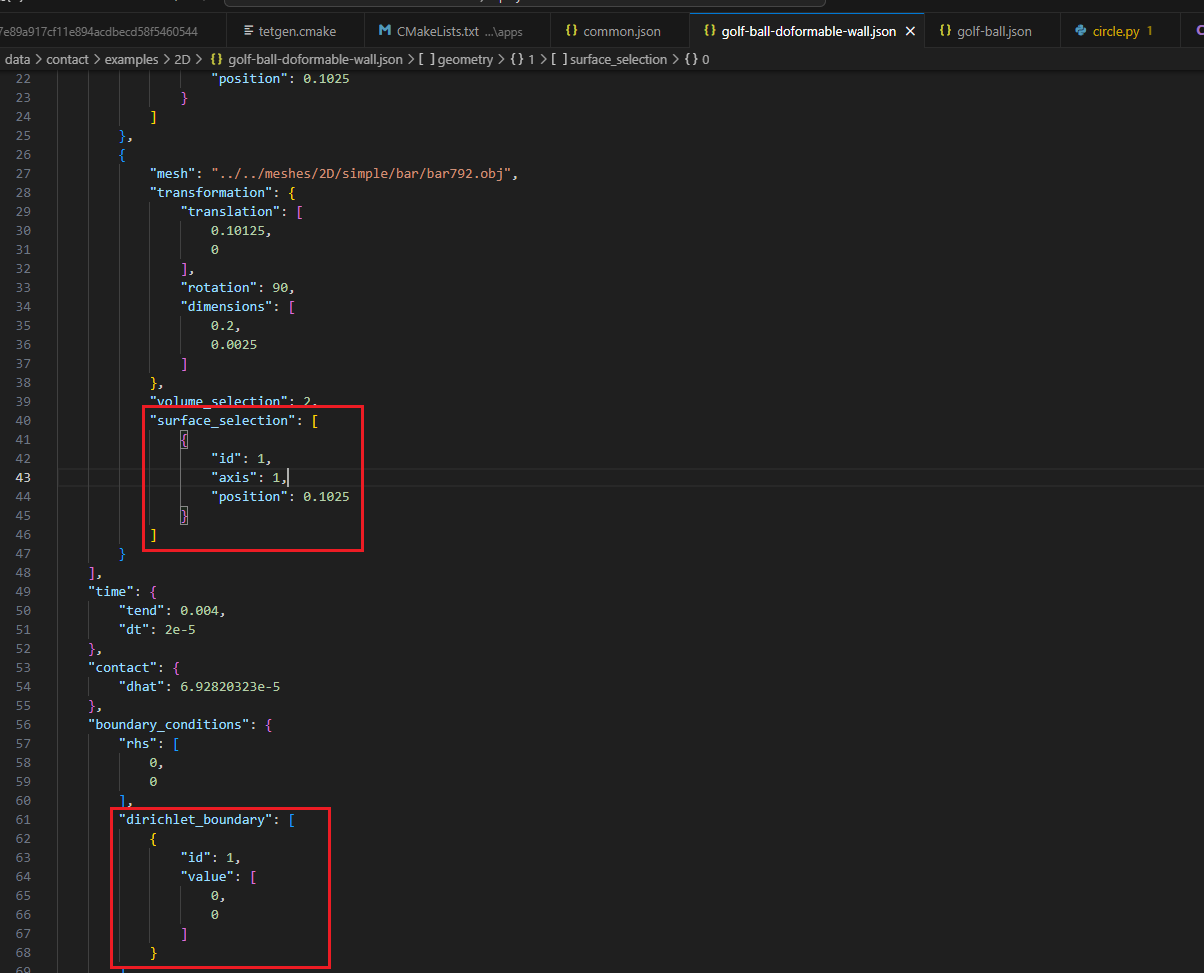 7e89a917cf11e894acdbecd58f5460544 tetgen.cmake M CMakeLists.txt ...\apps {} common.json {} golf-ball-doformable-wall.json × {} golf-ball.json circle.py 1
data > contact > examples > 2D > {} golf-ball-doformable-wall.json > [ ] geometry > {} 1 > [ ] surface_selection > {} 0
22 "position": 0.1025
23 }
24 ]
25 },
26 {
27 "mesh": "../../meshes/2D/simple/bar/bar792.obj",
28 "transformation": {
29 "translation": [
30 0.10125,
31 0
32 ],
33 "rotation": 90,
34 "dimensions": [
35 0.2,
36 0.0025
37 ]
38 },
39 "volume_selection": 2,
40 "surface_selection": [
41 {
42 "id": 1,
43 "axis": 1,
44 "position": 0.1025
45 }
46 ]
47 }
48 ],
49 "time": {
50 "tend": 0.004,
51 "dt": 2e-5
52 },
53 "contact": {
54 "dhat": 6.92820323e-5
55 },
56 "boundary_conditions": {
57 "rhs": [
58 0,
59 0
60 ],
61 "dirichlet_boundary": [
62 {
63 "id": 1,
64 "value": [
65 0,
66 0
67 ]
68 }
69